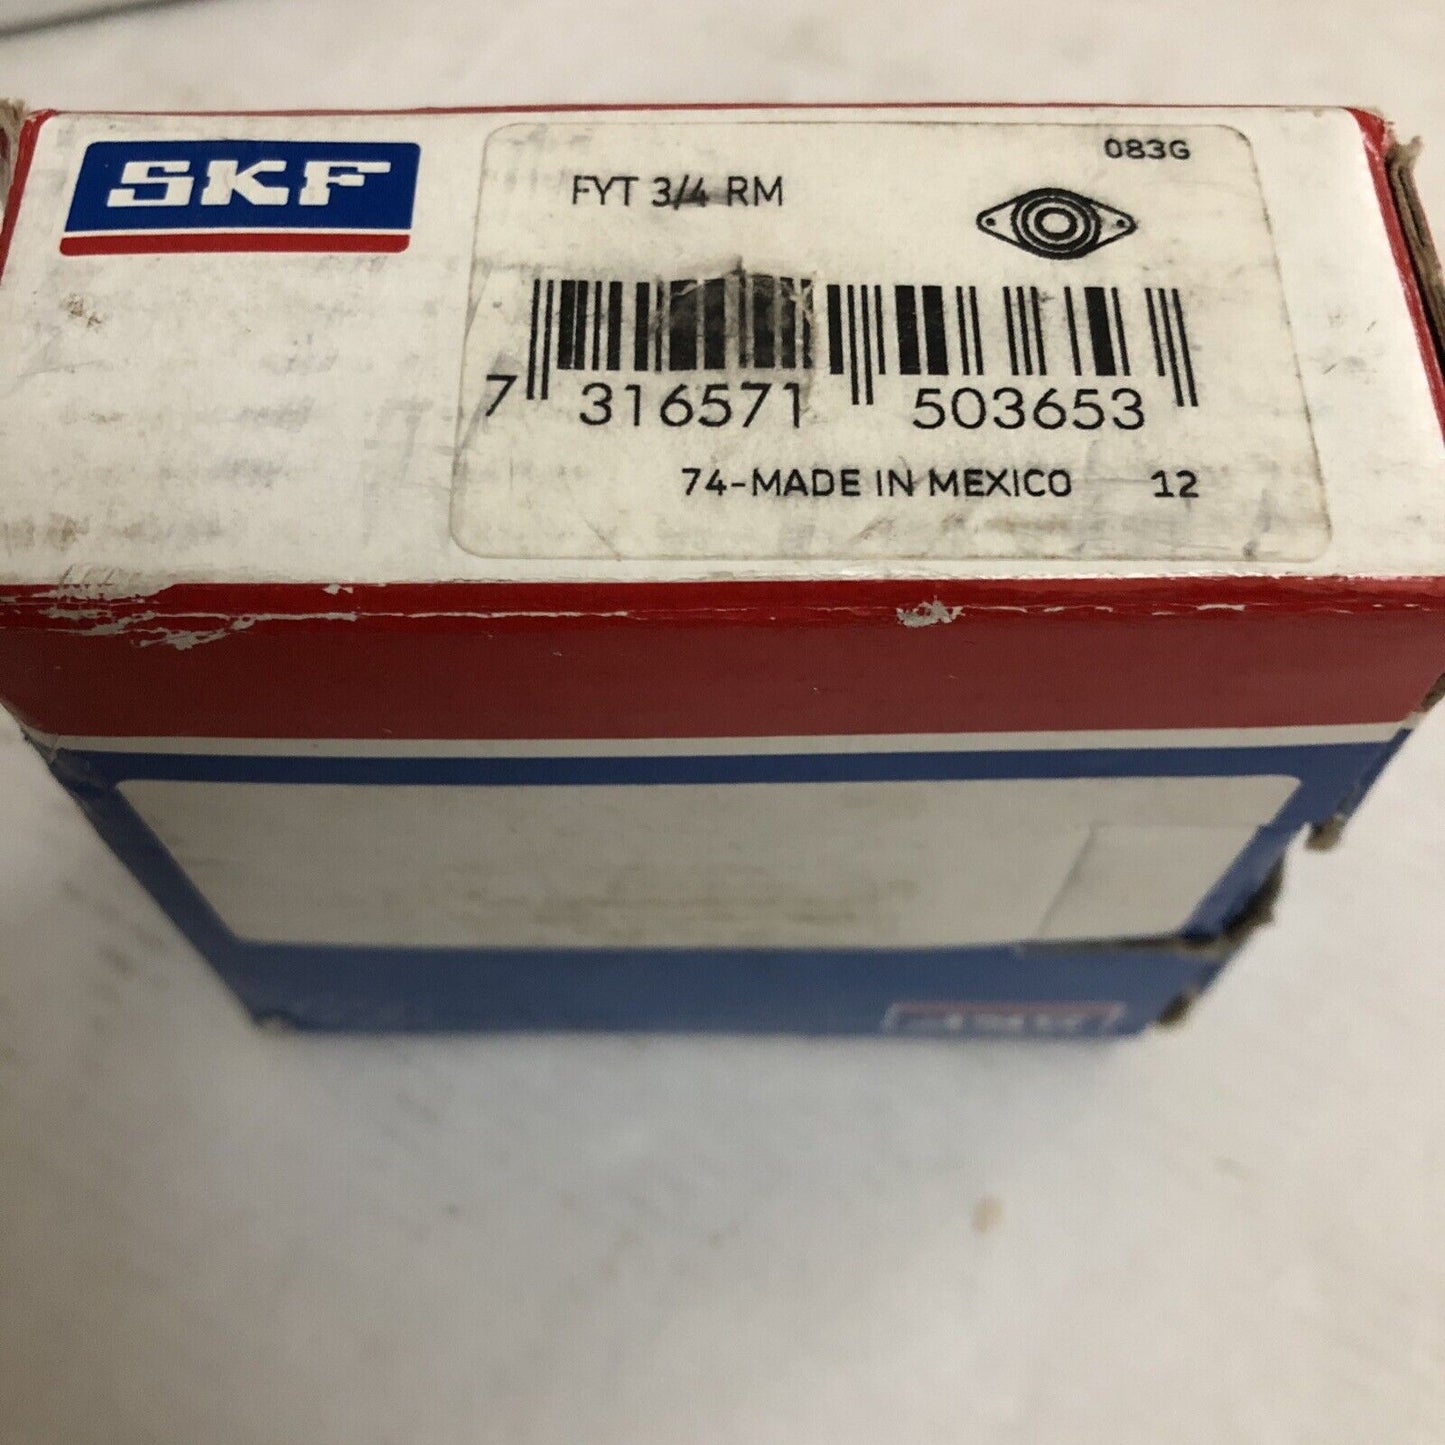 SKF
083G
FYT 3/4 RM
7 316571 503653
74-MADE IN MEXICO 12